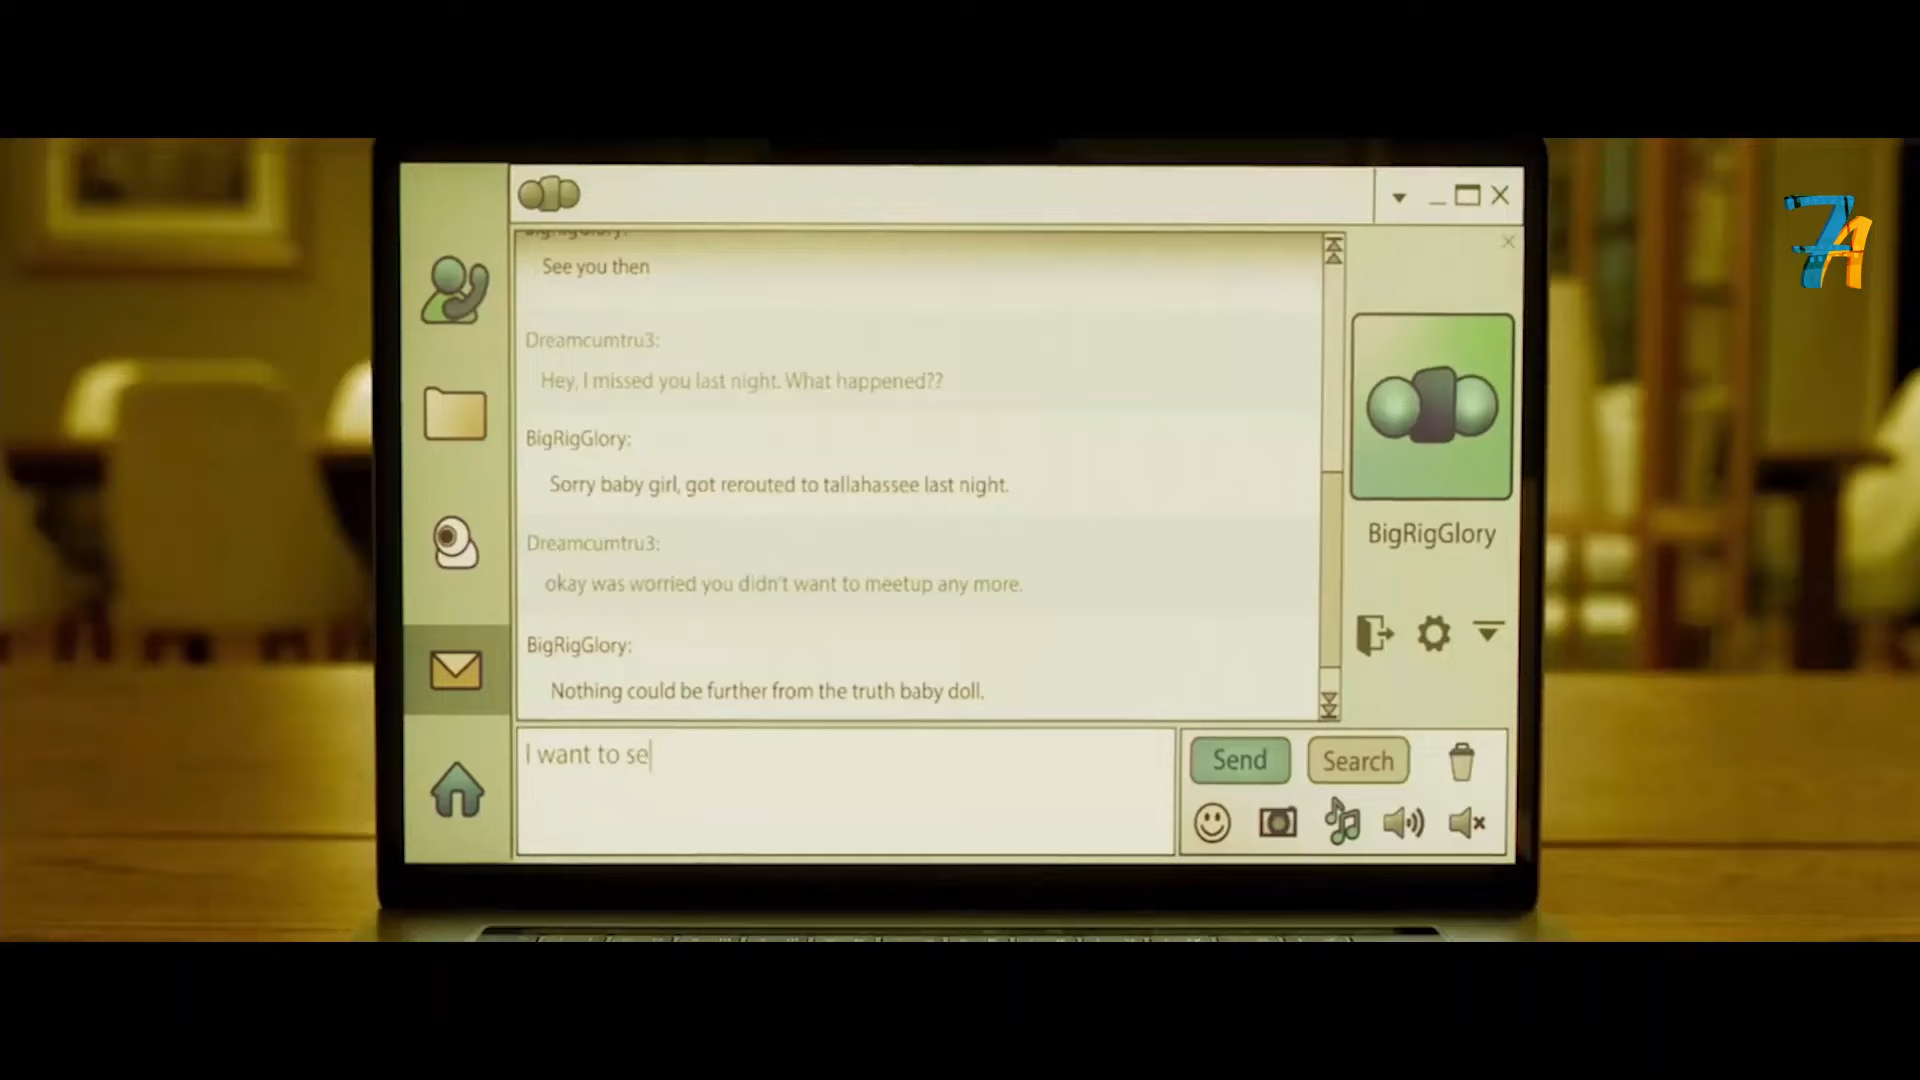 BigRigGlory:
See you then
Dreamcumtru3:
Hey, I missed you last night. What happened??
BigRigGlory:
Sorry baby girl, got rerouted to tallahassee last night.
Dreamcumtru3:
okay was worried you didn't want to meetup any more.
BigRigGlory:
Nothing could be further from the truth baby doll.
I want to se
Send
Search
BigRigGlory
7A